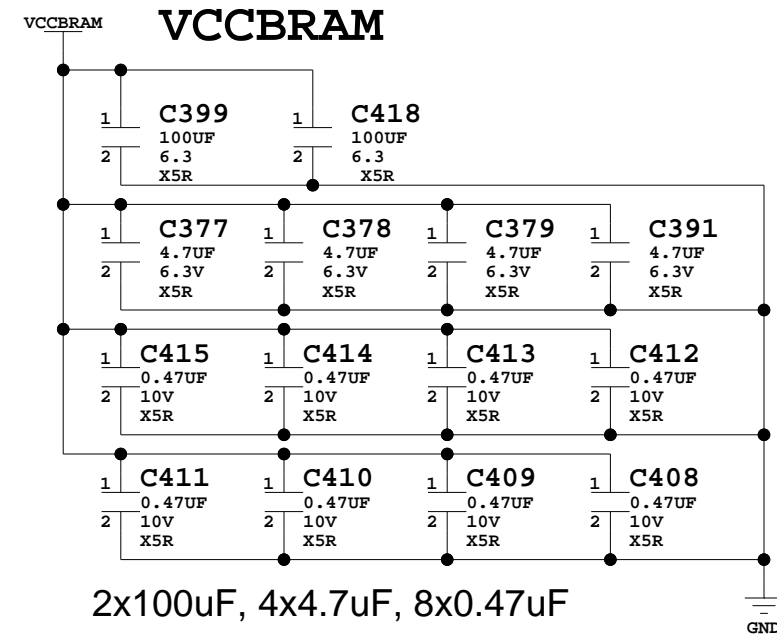 VCCBRAM
VCCBRAM
1 C399
100UF
2 6.3
X5R
1 C418
100UF
2 6.3
X5R
1 C377
4.7UF
2 6.3V
X5R
1 C378
4.7UF
2 6.3V
X5R
1 C379
4.7UF
2 6.3V
X5R
1 C391
4.7UF
2 6.3V
X5R
1 C415
0.47UF
2 10V
X5R
1 C414
0.47UF
2 10V
X5R
1 C413
0.47UF
2 10V
X5R
1 C412
0.47UF
2 10V
X5R
1 C411
0.47UF
2 10V
X5R
1 C410
0.47UF
2 10V
X5R
1 C409
0.47UF
2 10V
X5R
1 C408
0.47UF
2 10V
X5R
2x100uF, 4x4.7uF, 8x0.47uF
GND